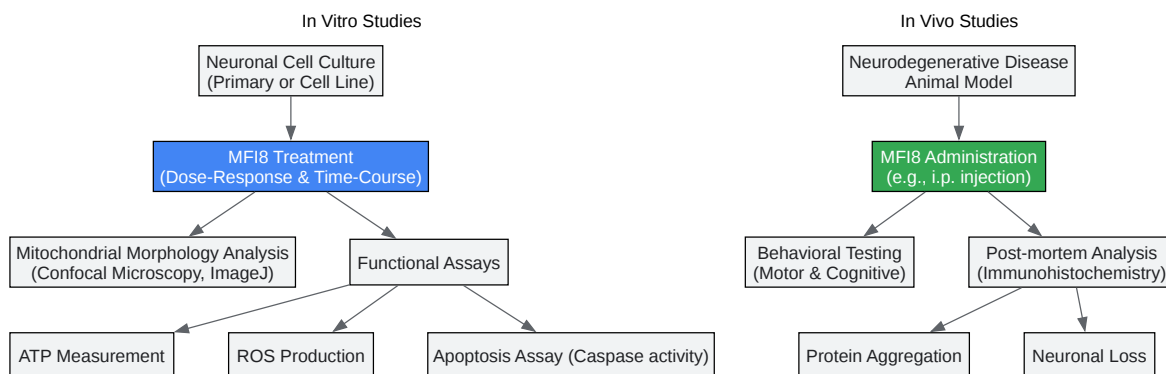 In Vitro Studies
Neuronal Cell Culture
(Primary or Cell Line)
MFI8 Treatment
(Dose-Response & Time-Course)
Mitochondrial Morphology Analysis
(Confocal Microscopy, ImageJ)
Functional Assays
ATP Measurement
ROS Production
Apoptosis Assay (Caspase activity)
In Vivo Studies
Neurodegenerative Disease
Animal Model
MFI8 Administration
(e.g., i.p. injection)
Behavioral Testing
(Motor & Cognitive)
Post-mortem Analysis
(Immunohistochemistry)
Protein Aggregation
Neuronal Loss